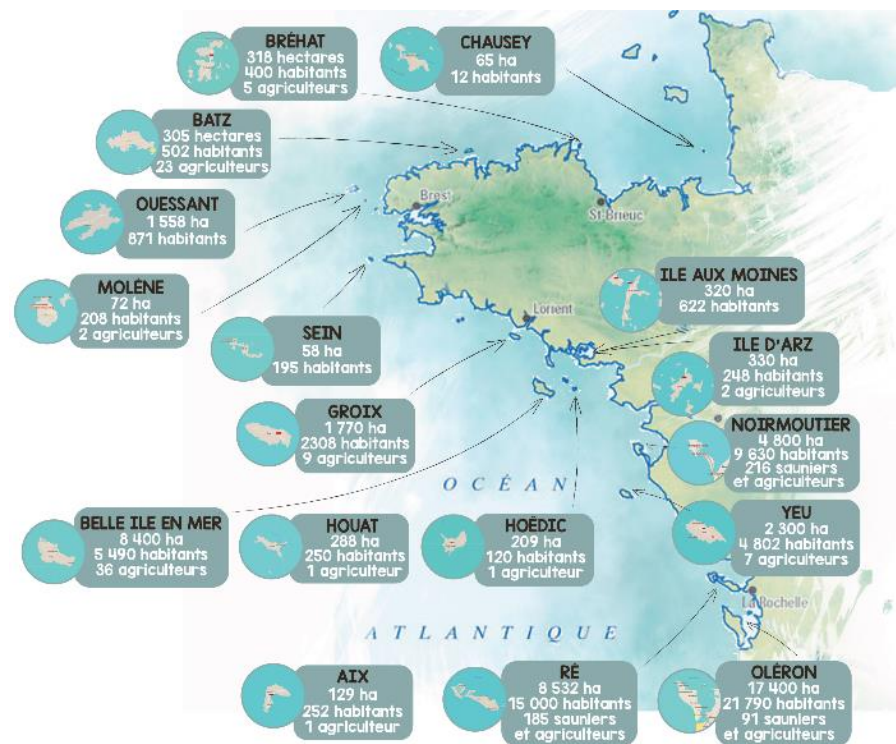 BRÉHAT
318 hectares
400 habitants
5 agriculteurs
CHAUSEY
65 ha
12 habitants
BATZ
305 hectares
502 habitants
23 agriculteurs
OUESSANT
1 558 ha
871 habitants
Brest
St-Brieuc
MOLÈNE
72 ha
208 habitants
2 agriculteurs
ILE AUX MOINES
320 ha
622 habitants
SEIN
58 ha
195 habitants
Lorient
ILE D'ARZ
330 ha
248 habitants
2 agriculteurs
GROIX
1 770 ha
2308 habitants
9 agriculteurs
NOIRMOUTIER
4 800 ha
9 630 habitants
216 sauniers
et agriculteurs
OCÉAN
BELLE ILE EN MER
8 400 ha
5 490 habitants
36 agriculteurs
HOUAT
288 ha
250 habitants
1 agriculteur
HOËDIC
209 ha
120 habitants
1 agriculteur
YEU
2 300 ha
4 802 habitants
7 agriculteurs
La Rochelle
ATLANTIQUE
AIX
129 ha
252 habitants
1 agriculteur
RÉ
8 532 ha
15 000 habitants
185 sauniers
et agriculteurs
OLÉRON
17 400 ha
21 790 habitants
91 sauniers
et agriculteurs